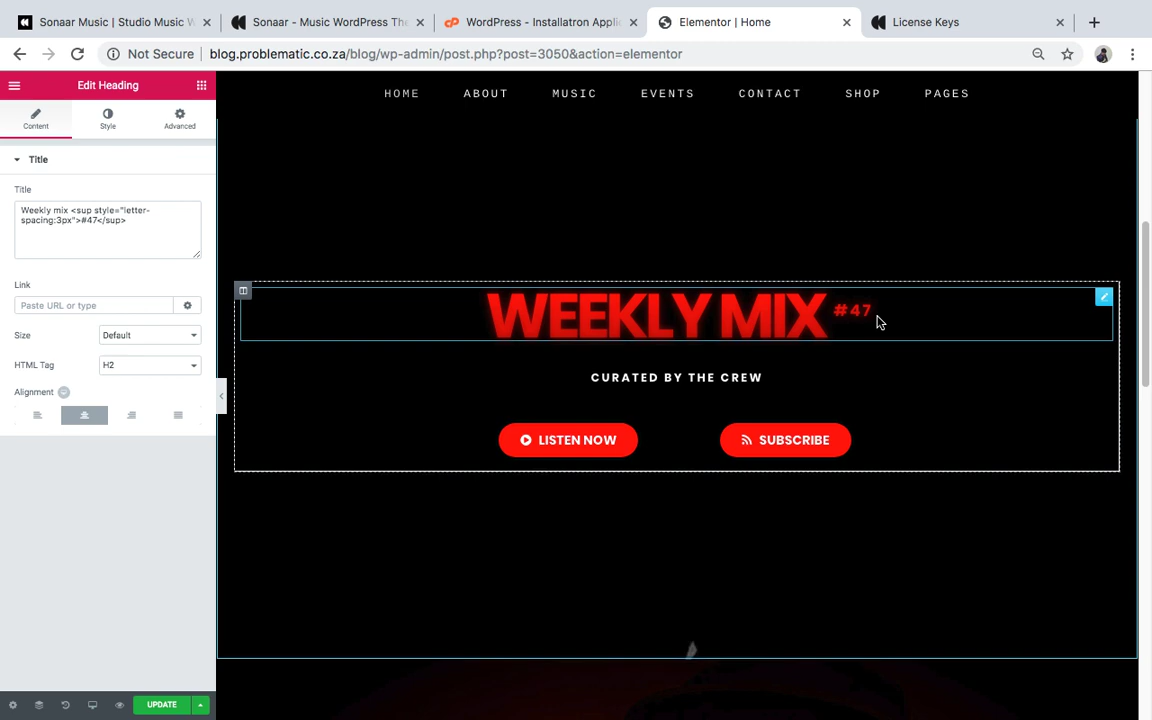 Sonaar Music | Studio Music W
Sonaar - Music WordPress The
WordPress - Installatron Applic
Elementor | Home
License Keys
Not Secure | blog.problematic.co.za/blog/wp-admin/post.php?post=3050&action=elementor
Edit Heading
Content Style Advanced
Title
Title
Weekly mix <sup style="letter-
spacing:3px">#47</sup>
Link
Paste URL or type
Size Default
HTML Tag H2
Alignment
UPDATE
HOME ABOUT MUSIC EVENTS CONTACT SHOP PAGES
WEEKLY MIX #47
CURATED BY THE CREW
LISTEN NOW SUBSCRIBE